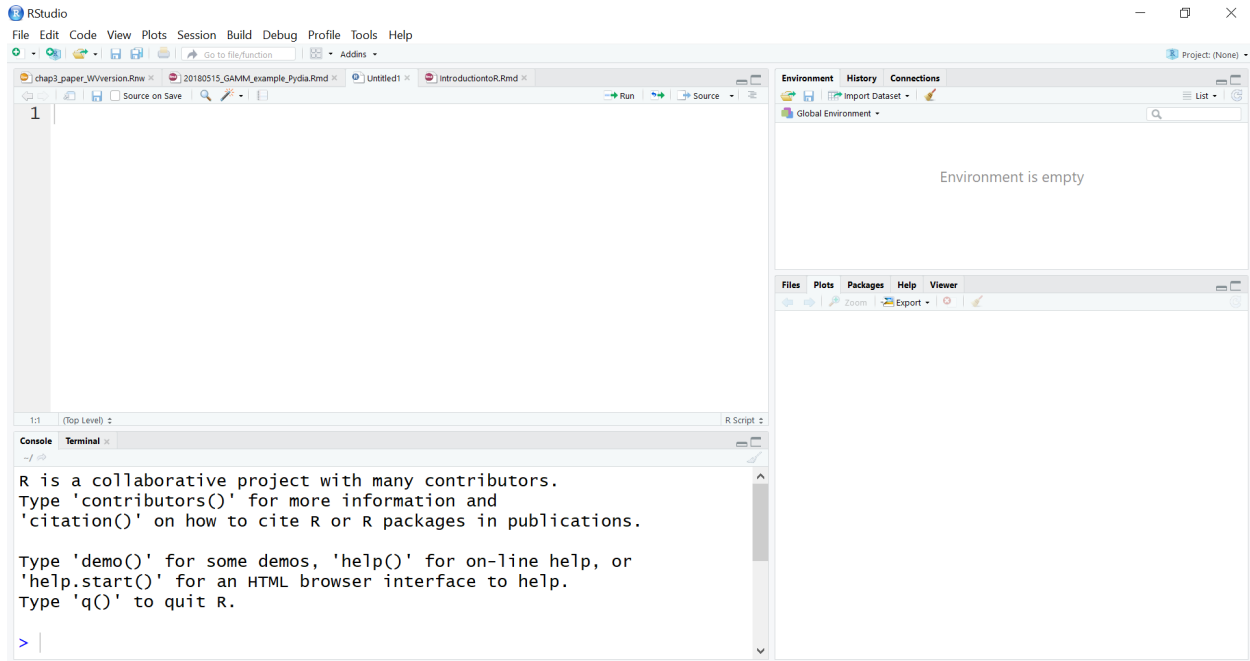 RStudio
File Edit Code View Plots Session Build Debug Profile Tools Help
Go to file/function Addins Project: (None)
chap3_paper_WVversion.Rnw 20180515_GAMM_example_Pydia.Rmd Untitled1 IntroductiontoR.Rmd
Source on Save Run Source
1
1:1 (Top Level) R Script
Console Terminal
~/
R is a collaborative project with many contributors.
Type 'contributors()' for more information and
'citation()' on how to cite R or R packages in publications.
Type 'demo()' for some demos, 'help()' for on-line help, or
'help.start()' for an HTML browser interface to help.
Type 'q()' to quit R.
>
Environment History Connections
Import Dataset List
Global Environment
Environment is empty
Files Plots Packages Help Viewer
Zoom Export